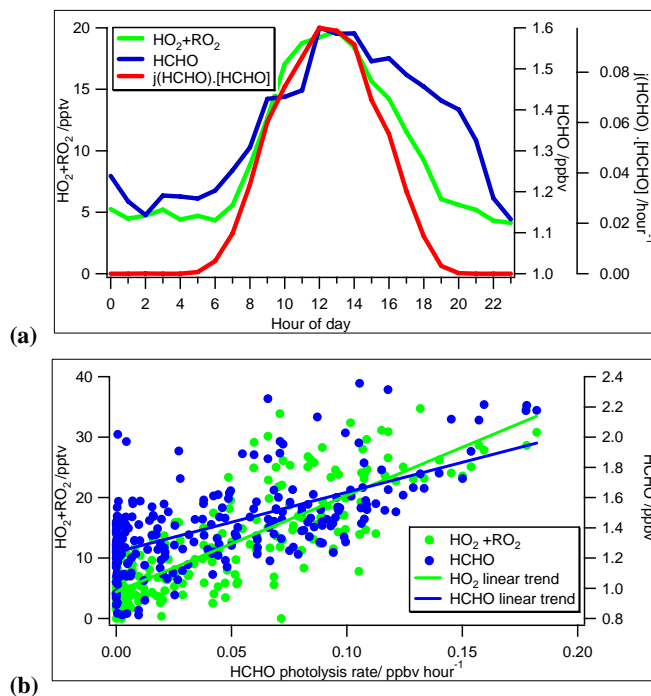 20
15
10
5
0
HO2+RO2 /pptv
HO2+RO2
HCHO
j(HCHO).[HCHO]
1.6
1.5
1.4
1.3
1.2
1.1
1.0
HCHO /ppbv
0.08
0.06
0.04
0.02
0.00
j(HCHO) .[HCHO] /hour-1
0 2 4 6 8 10 12 14 16 18 20 22
Hour of day
(a)
40
30
20
10
0
HO2+RO2/pptv
2.4
2.2
2.0
1.8
1.6
1.4
1.2
1.0
0.8
HCHO /ppbv
HO2 +RO2
HCHO
HO2 linear trend
HCHO linear trend
0.00 0.05 0.10 0.15 0.20
HCHO photolysis rate/ ppbv hour-1
(b)